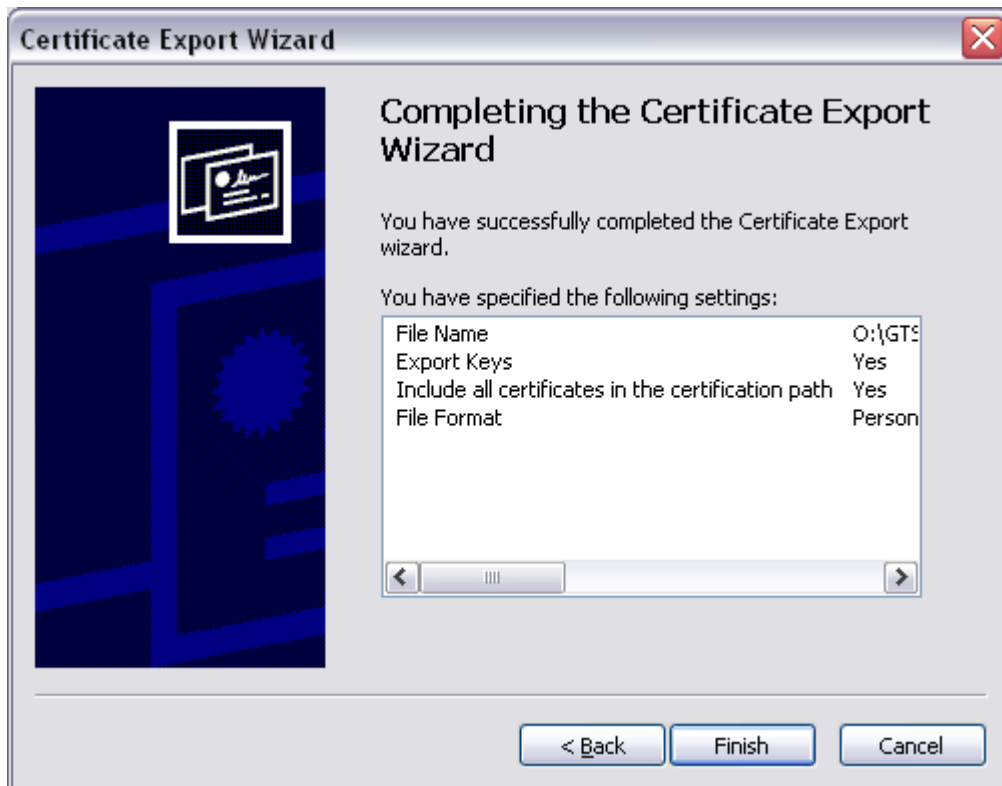 Certificate Export Wizard
Completing the Certificate Export
Wizard
You have successfully completed the Certificate Export
wizard.
You have specified the following settings:
File Name O:\GTS
Export Keys Yes
Include all certificates in the certification path Yes
File Format Person
< Back Finish Cancel